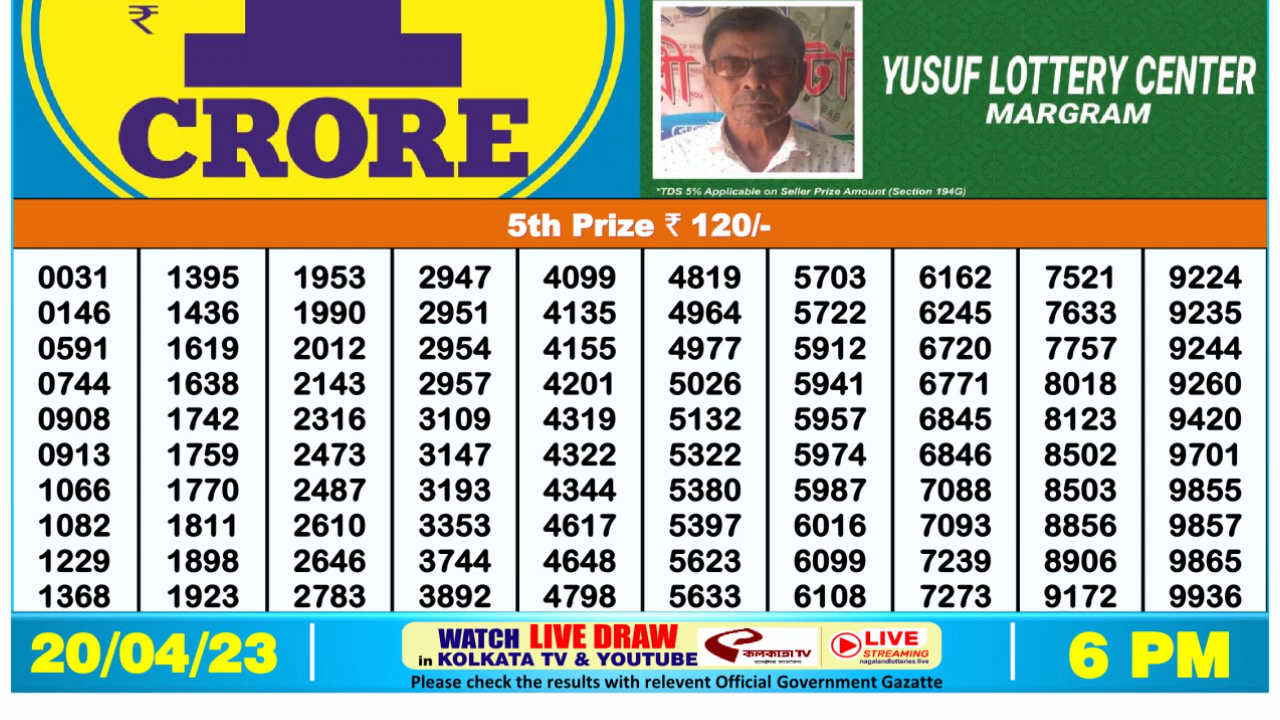 ₹
1
CRORE
YUSUF LOTTERY CENTER
MARGRAM
*TDS 5% Applicable on Seller Prize Amount (Section 194G)
5th Prize ₹ 120/-
0031 1395 1953 2947 4099 4819 5703 6162 7521 9224
0146 1436 1990 2951 4135 4964 5722 6245 7633 9235
0591 1619 2012 2954 4155 4977 5912 6720 7757 9244
0744 1638 2143 2957 4201 5026 5941 6771 8018 9260
0908 1742 2316 3109 4319 5132 5957 6845 8123 9420
0913 1759 2473 3147 4322 5322 5974 6846 8502 9701
1066 1770 2487 3193 4344 5380 5987 7088 8503 9855
1082 1811 2610 3353 4617 5397 6016 7093 8856 9857
1229 1898 2646 3744 4648 5623 6099 7239 8906 9865
1368 1923 2783 3892 4798 5633 6108 7273 9172 9936
20/04/23
WATCH LIVE DRAW
in KOLKATA TV & YOUTUBE
কলকাতা TV
LIVE
STREAMING
nagalandlotteries.live
6 PM
Please check the results with relevent Official Government Gazatte